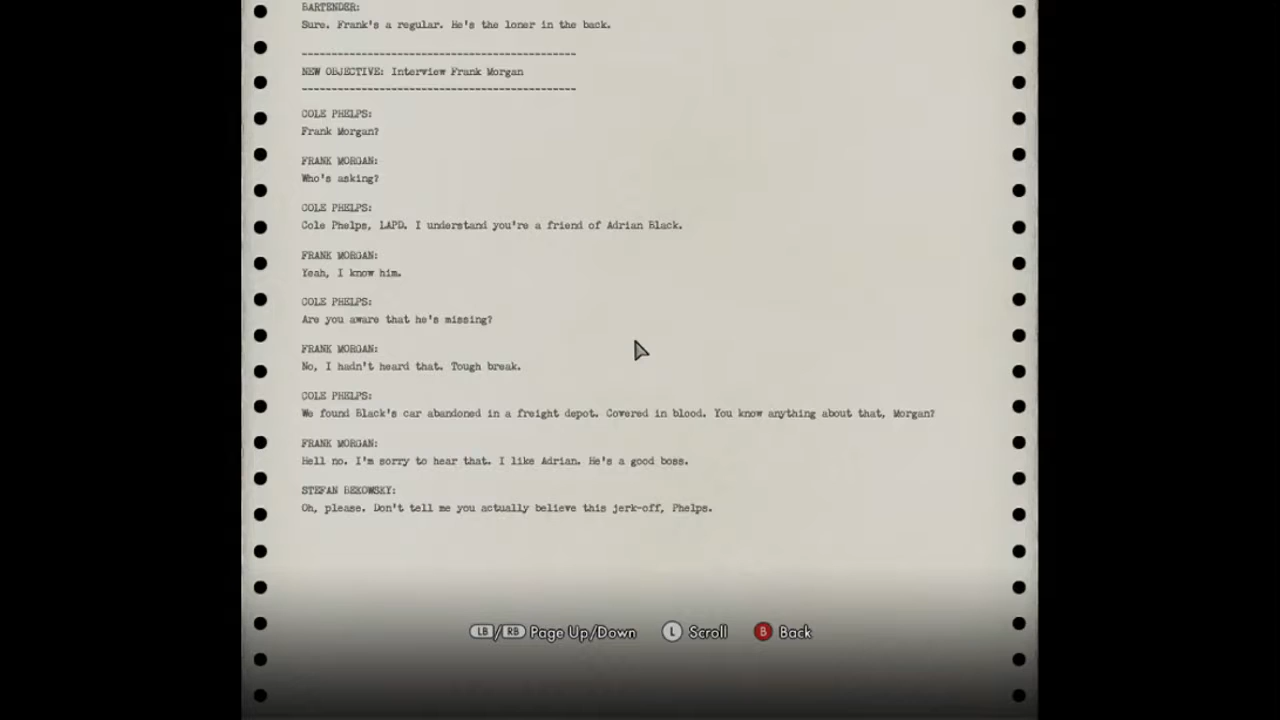 BARTENDER:
Sure. Frank's a regular. He's the loner in the back.
----------------------------------------------
NEW OBJECTIVE: Interview Frank Morgan
----------------------------------------------
COLE PHELPS:
Frank Morgan?
FRANK MORGAN:
Who's asking?
COLE PHELPS:
Cole Phelps, LAPD. I understand you're a friend of Adrian Black.
FRANK MORGAN:
Yeah, I know him.
COLE PHELPS:
Are you aware that he's missing?
FRANK MORGAN:
No, I hadn't heard that. Tough break.
COLE PHELPS:
We found Black's car abandoned in a freight depot. Covered in blood. You know anything about that, Morgan?
FRANK MORGAN:
Hell no. I'm sorry to hear that. I like Adrian. He's a good boss.
STEFAN BEKOWSKY:
Oh, please. Don't tell me you actually believe this jerk-off, Phelps.
LB/RB Page Up/Down L Scroll B Back